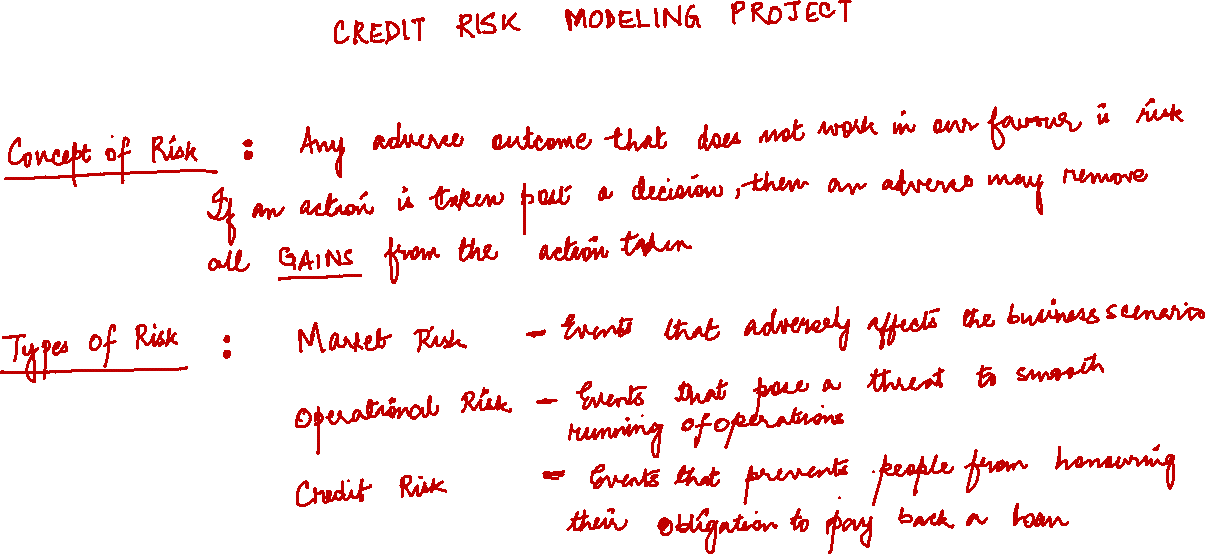 CREDIT RISK MODELING PROJECT
Concept of Risk : Any adverse outcome that does not work in our favour is risk
If an action is taken post a decision, then an adverse may remove
all GAINS from the action taken
Types of Risk : Market Risk - Events that adversely affects the business scenario
Operational Risk - Events that pose a threat to smooth
running of operations
Credit Risk - Events that prevents people from honouring
their obligation to pay back a loan